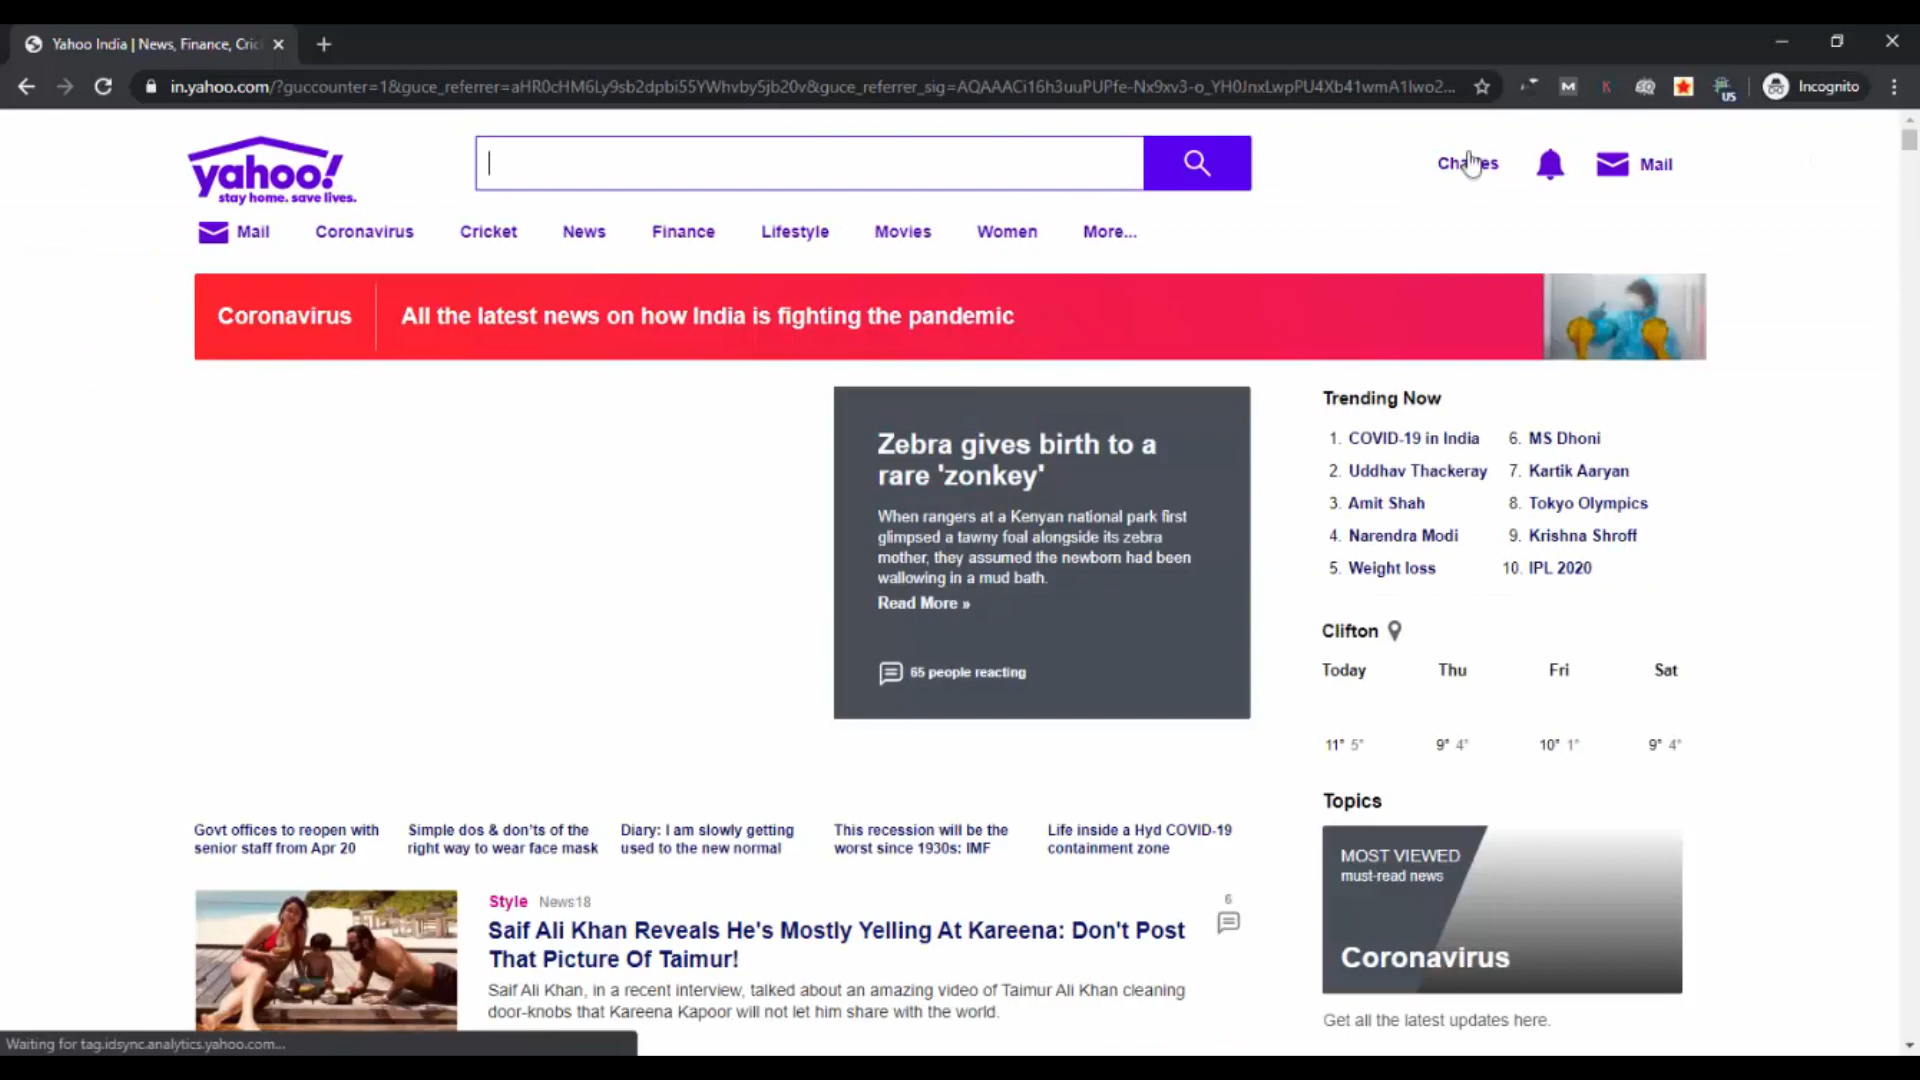 Yahoo India | News, Finance, Cric
in.yahoo.com/?guccounter=1&guce_referrer=aHR0cHM6Ly9sb2dpbi55YWhvby5jb20v&guce_referrer_sig=AQAAACi16h3uuPUPfe-Nx9xv3-o_YH0JnxLwpPU4Xb41wmA1lwo2...
M
K
US
Incognito
yahoo!
stay home. save lives.
Mail
Mail
Coronavirus
Cricket
News
Finance
Lifestyle
Movies
Women
More...
Coronavirus
All the latest news on how India is fighting the pandemic
Zebra gives birth to a
rare 'zonkey'
When rangers at a Kenyan national park first
glimpsed a tawny foal alongside its zebra
mother, they assumed the newborn had been
wallowing in a mud bath.
Read More »
65 people reacting
Trending Now
1. COVID-19 in India
2. Uddhav Thackeray
3. Amit Shah
4. Narendra Modi
5. Weight loss
6. MS Dhoni
7. Kartik Aaryan
8. Tokyo Olympics
9. Krishna Shroff
10. IPL 2020
Clifton
Today Thu Fri Sat
11° 5° 9° 4° 10° 1° 9° 4°
Topics
MOST VIEWED
must-read news
Coronavirus
Get all the latest updates here.
Govt offices to reopen with
senior staff from Apr 20
Simple dos & don'ts of the
right way to wear face mask
Diary: I am slowly getting
used to the new normal
This recession will be the
worst since 1930s: IMF
Life inside a Hyd COVID-19
containment zone
Style News18
6
Saif Ali Khan Reveals He's Mostly Yelling At Kareena: Don't Post
That Picture Of Taimur!
Saif Ali Khan, in a recent interview, talked about an amazing video of Taimur Ali Khan cleaning
door-knobs that Kareena Kapoor will not let him share with the world.
Waiting for tag.idsync.analytics.yahoo.com...